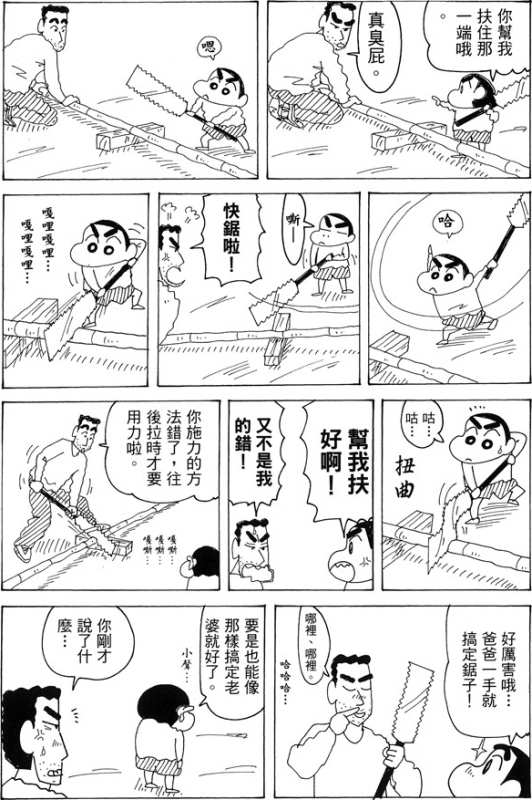 你幫我
扶住那
一端哦
。
真臭屁。
嗯
哈
嘶—
快鋸啦！
嘎哩嘎哩…
嘎哩嘎哩…
咕…
咕…
扭曲
幫我扶
好啊！
又不是我
的錯！
你施力的方
法錯了，往
後拉時才要
用力啦。
嘎嘶…
嘎嘶…
嘎嘶…
好厲害哦。
爸爸一手就
搞定鋸子！
哪裡、哪裡。
哈哈哈…
要是也能像
那樣搞定老
婆就好了。
小聲…
你剛才
說了什
麼…